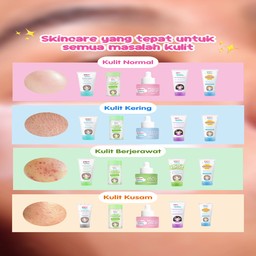 Skincare yang tepat untuk
semua masalah kulit
Kulit Normal
Kulit Kering
Kulit Berjerawat
Kulit Kusam